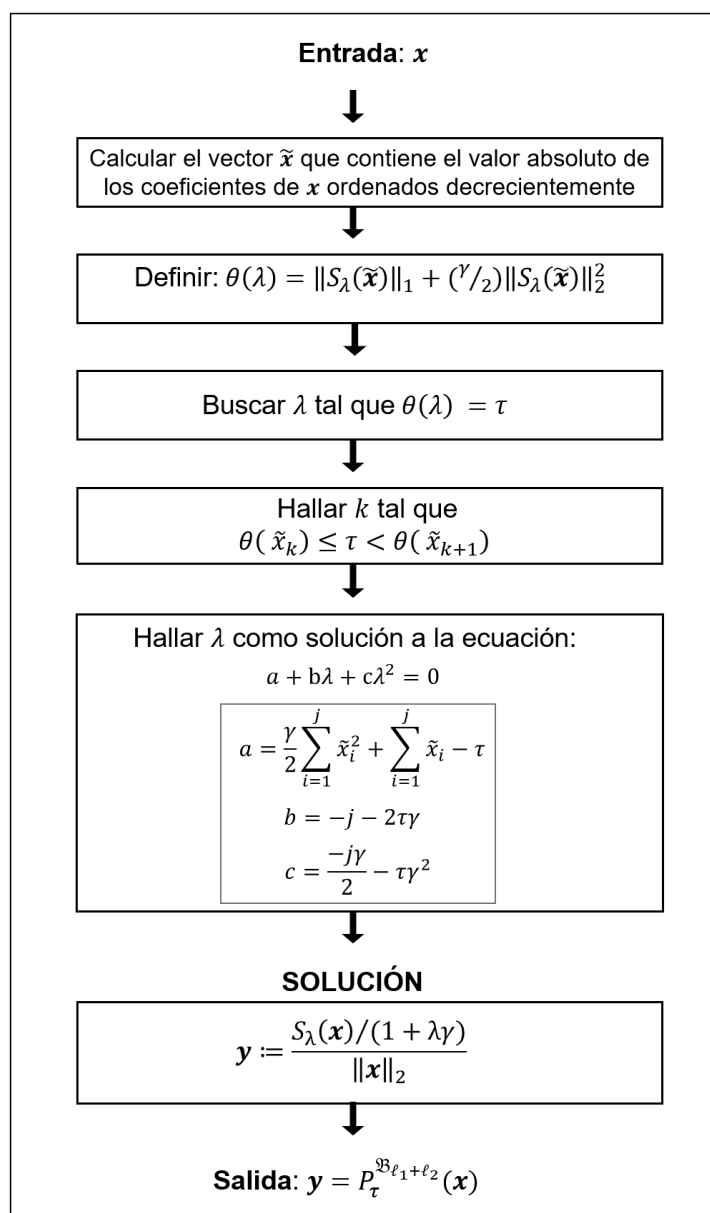 Entrada: 𝒙
Calcular el vector 𝒙̃ que contiene el valor absoluto de
los coeficientes de 𝒙 ordenados decrecientemente
Definir: θ(λ) = ‖S_λ(𝒙̃)‖₁ + (γ/2)‖S_λ(𝒙̃)‖₂²
Buscar λ tal que θ(λ) = τ
Hallar k tal que
θ( x̃_k) ≤ τ < θ( x̃_{k+1})
Hallar λ como solución a la ecuación:
a + bλ + cλ² = 0
a = γ/2 ∑_{i=1}^{j} x̃_i² + ∑_{i=1}^{j} x̃_i − τ
b = −j − 2τγ
c = −jγ/2 − τγ²
SOLUCIÓN
𝒚 ≔ S_λ(𝒙)/(1 + λγ) / ‖𝒙‖₂
Salida: 𝒚 = P_τ^{𝔅_{ℓ₁+ℓ₂}}(𝒙)